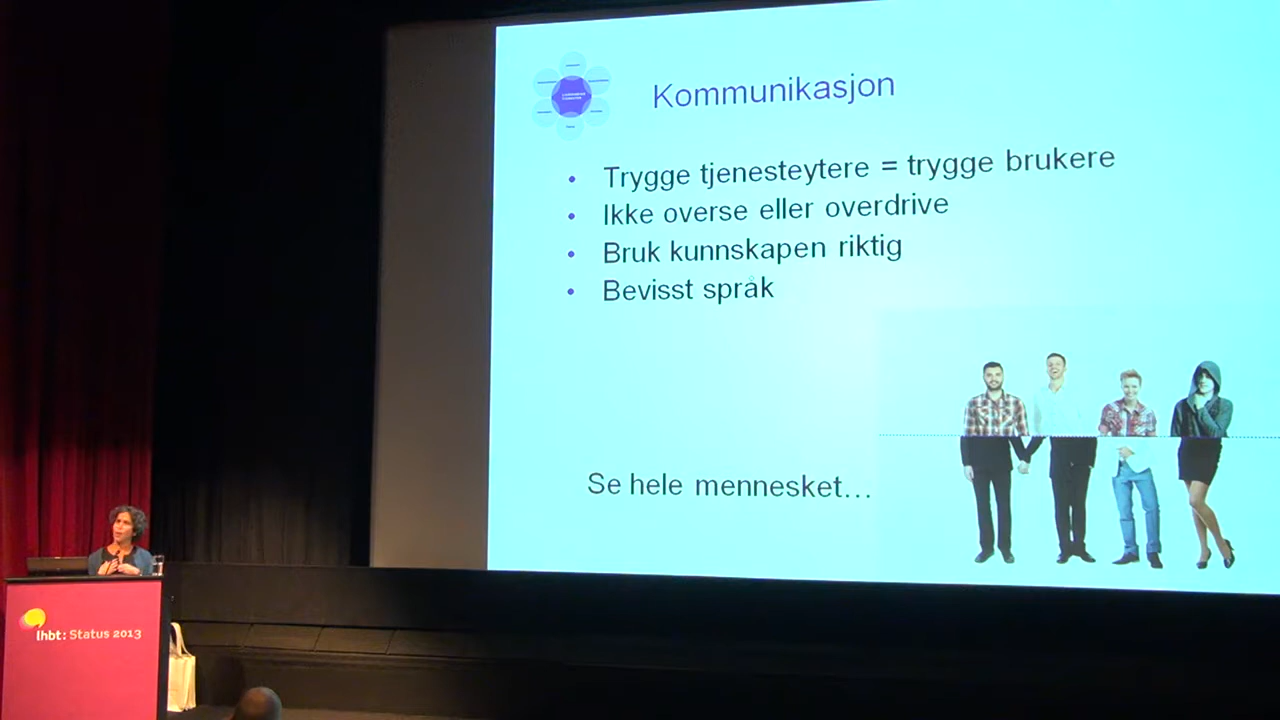 Kommunikasjon
Trygge tjenesteytere = trygge brukere
Ikke overse eller overdrive
Bruk kunnskapen riktig
Bevisst språk
Se hele mennesket...
lhbt: Status 2013